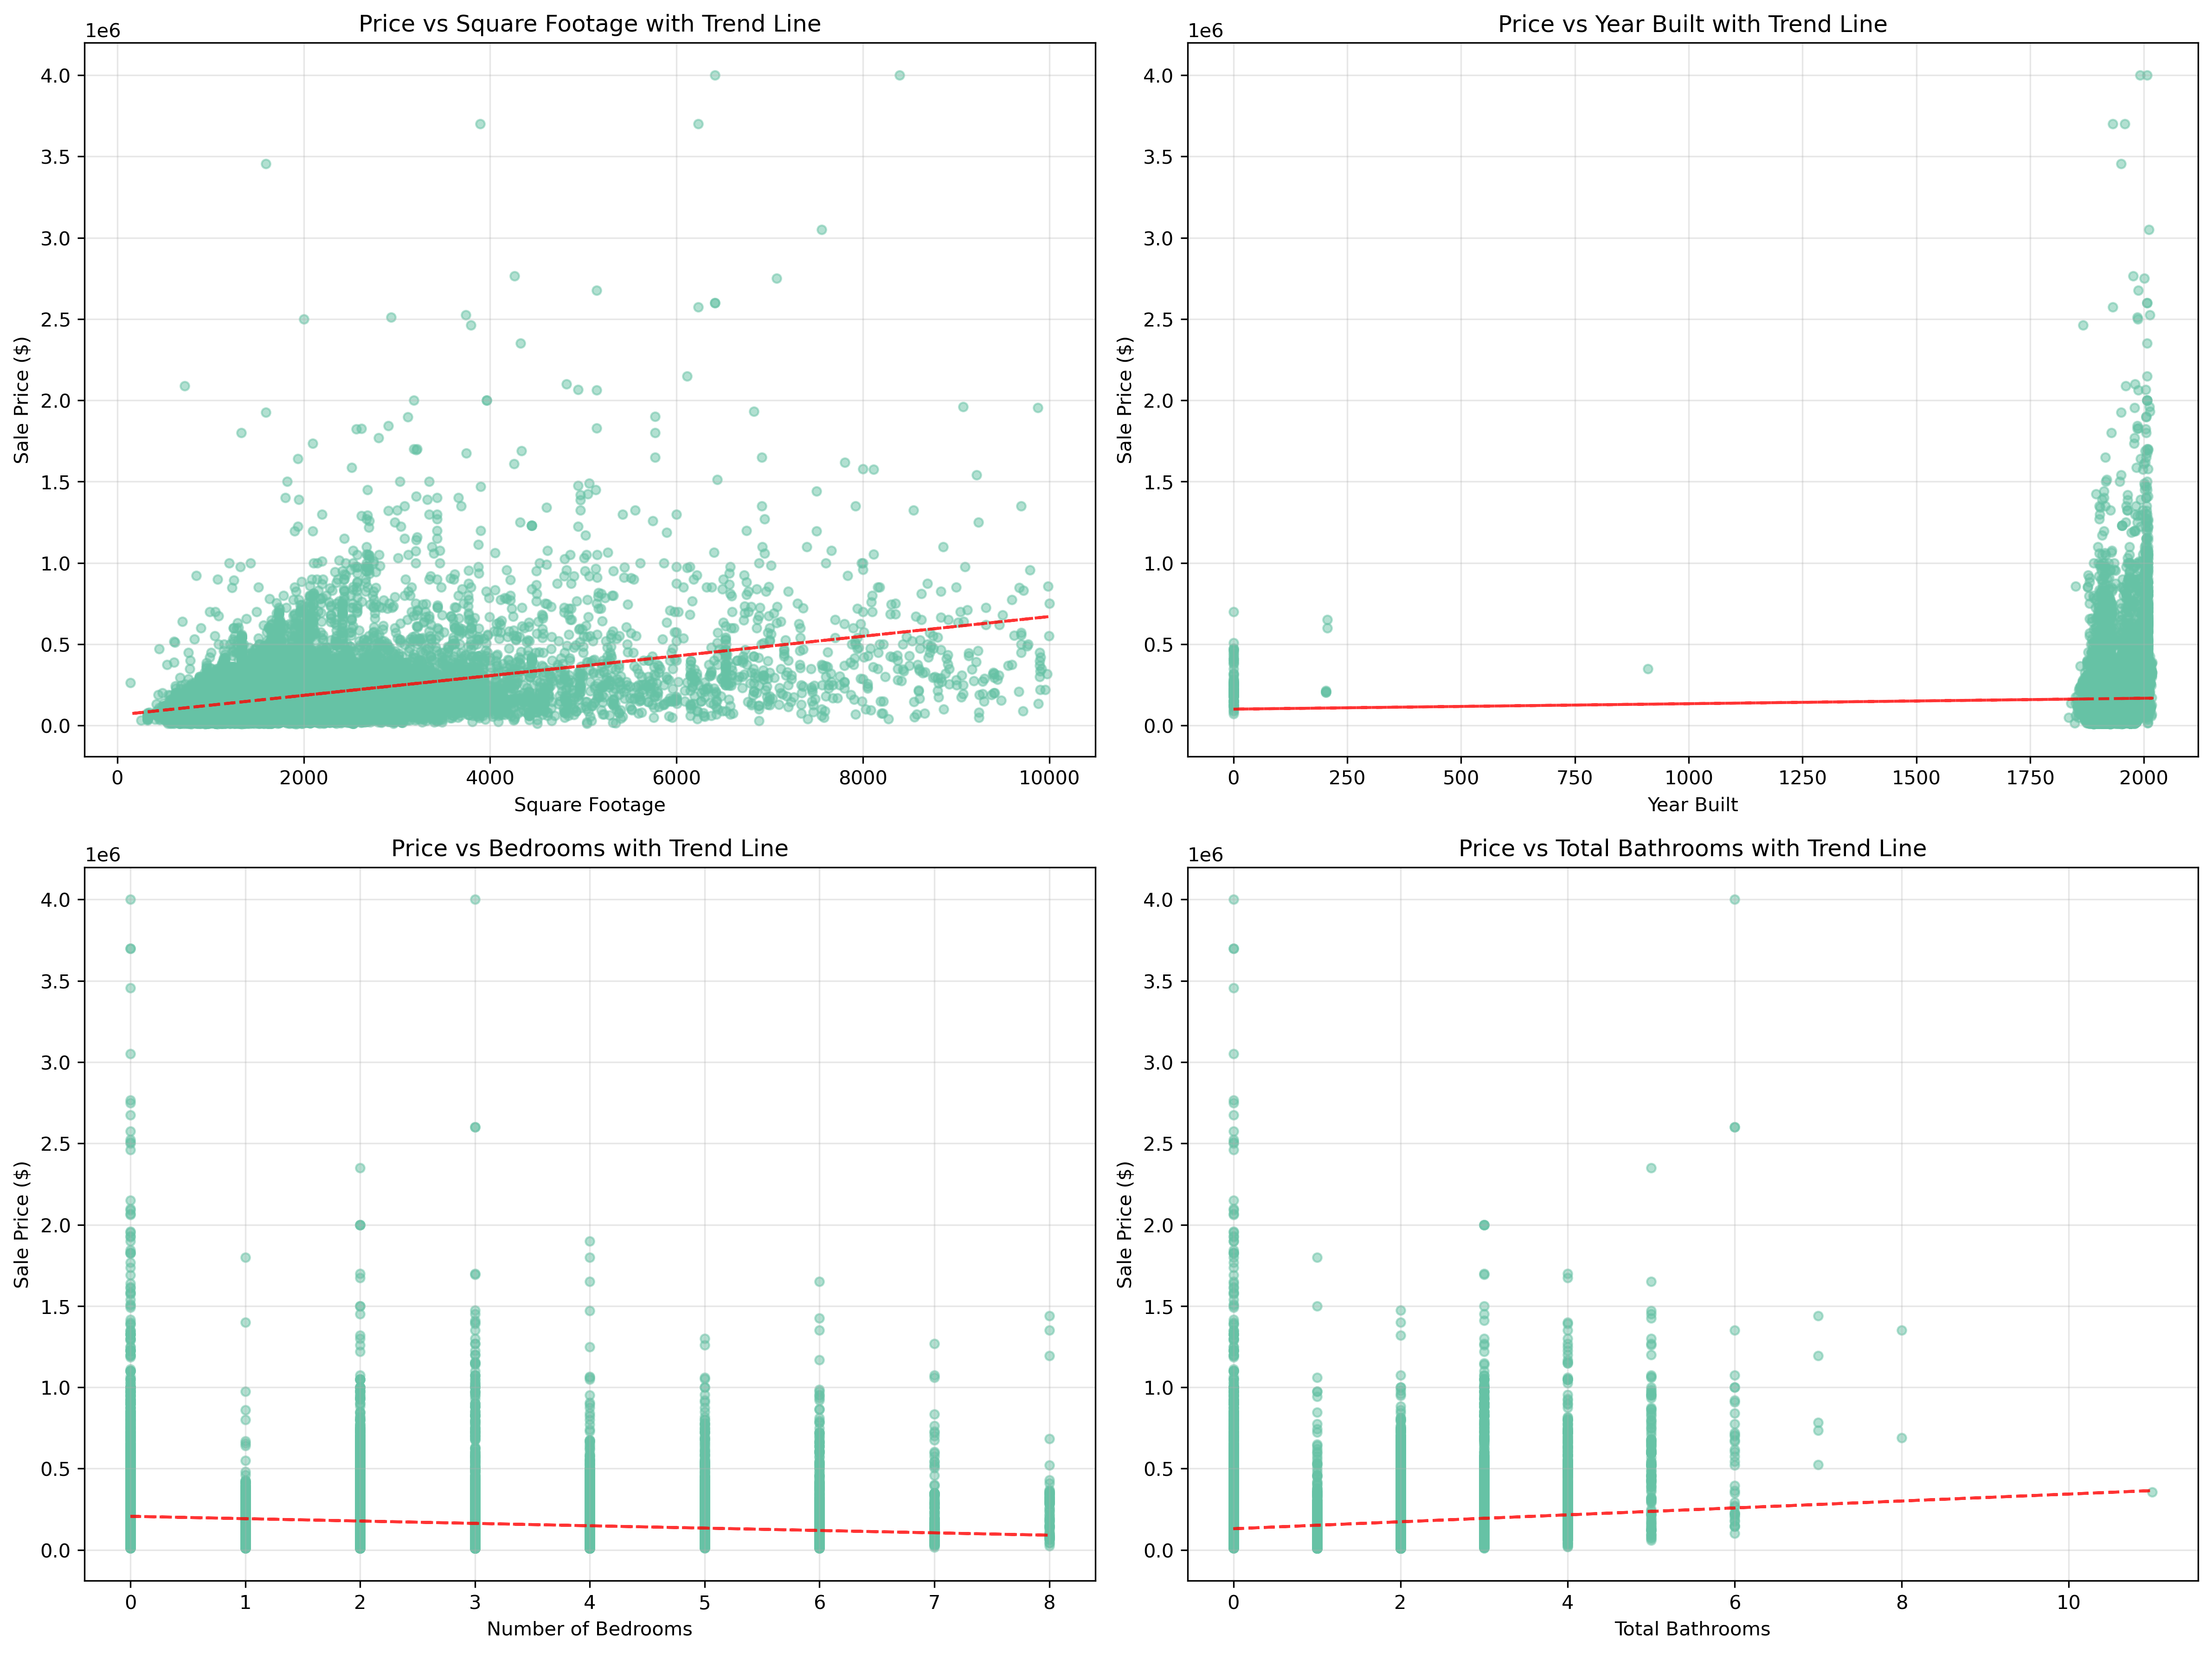 Price vs Square Footage with Trend Line
1e6
4.0
3.5
3.0
2.5
2.0
1.5
1.0
0.5
0.0
Sale Price ($)
0 2000 4000 6000 8000 10000
Square Footage
Price vs Year Built with Trend Line
1e6
4.0
3.5
3.0
2.5
2.0
1.5
1.0
0.5
0.0
Sale Price ($)
0 250 500 750 1000 1250 1500 1750 2000
Year Built
Price vs Bedrooms with Trend Line
1e6
4.0
3.5
3.0
2.5
2.0
1.5
1.0
0.5
0.0
Sale Price ($)
0 1 2 3 4 5 6 7 8
Number of Bedrooms
Price vs Total Bathrooms with Trend Line
1e6
4.0
3.5
3.0
2.5
2.0
1.5
1.0
0.5
0.0
Sale Price ($)
0 2 4 6 8 10
Total Bathrooms